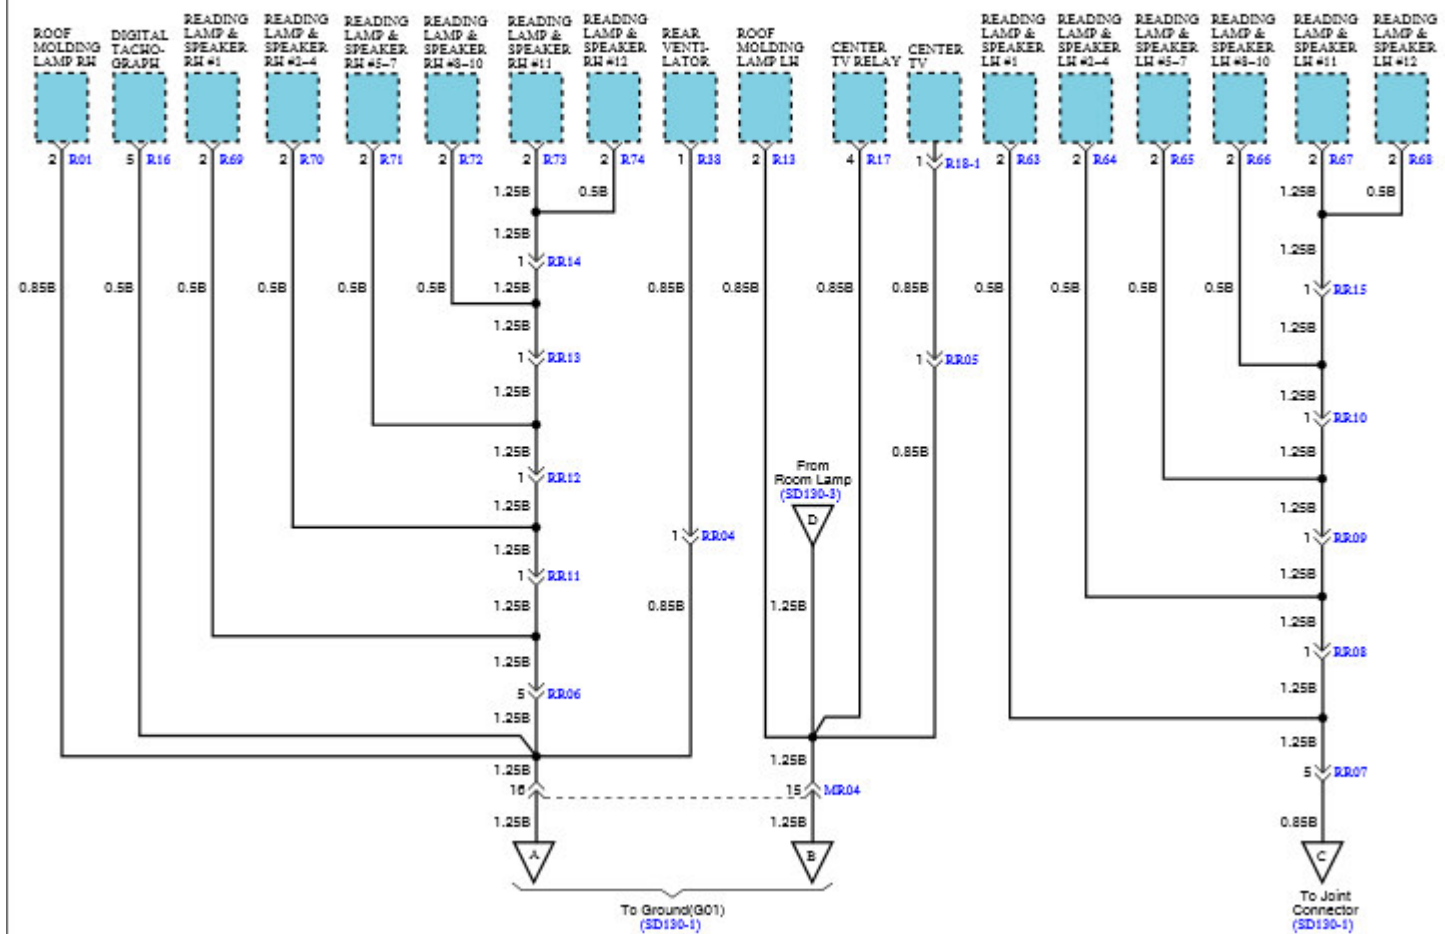 ROOF
MOLDING
LAMP RH
DIGITAL
TACHO-
GRAPH
READING
LAMP &
SPEAKER
RH #1
READING
LAMP &
SPEAKER
RH #2-4
READING
LAMP &
SPEAKER
RH #5-7
READING
LAMP &
SPEAKER
RH #8-10
READING
LAMP &
SPEAKER
RH #11
READING
LAMP &
SPEAKER
RH #12
REAR
VENTI-
LATOR
ROOF
MOLDING
LAMP LH
CENTER
TV RELAY
CENTER
TV
READING
LAMP &
SPEAKER
LH #1
READING
LAMP &
SPEAKER
LH #2-4
READING
LAMP &
SPEAKER
LH #5-7
READING
LAMP &
SPEAKER
LH #8-10
READING
LAMP &
SPEAKER
LH #11
READING
LAMP &
SPEAKER
LH #12
2 R01
5 R16
2 R69
2 R70
2 R71
2 R72
2 R73
2 R74
1 R38
2 R13
4 R17
1 R18-1
2 R63
2 R64
2 R65
2 R66
2 R67
2 R68
1.25B
0.5B
1.25B
0.5B
1.25B
1 RR14
1.25B
0.85B
0.5B
0.5B
0.5B
0.5B
0.5B
1.25B
0.85B
0.85B
0.85B
0.85B
0.5B
0.5B
0.5B
0.5B
1 RR15
1.25B
1.25B
1 RR13
1 RR05
1.25B
1.25B
1 RR10
1.25B
0.85B
1.25B
1 RR12
From
Room Lamp
(SD130-3)
D
1.25B
1.25B
1 RR04
1 RR09
1.25B
1 RR11
1.25B
1.25B
0.85B
1.25B
1.25B
1 RR08
1.25B
5 RR06
1.25B
1.25B
1.25B
1.25B
1.25B
5 RR07
16
15 MR04
1.25B
1.25B
0.85B
A
B
C
To Ground(G01)
(SD130-1)
To Joint
Connector
(SD130-1)